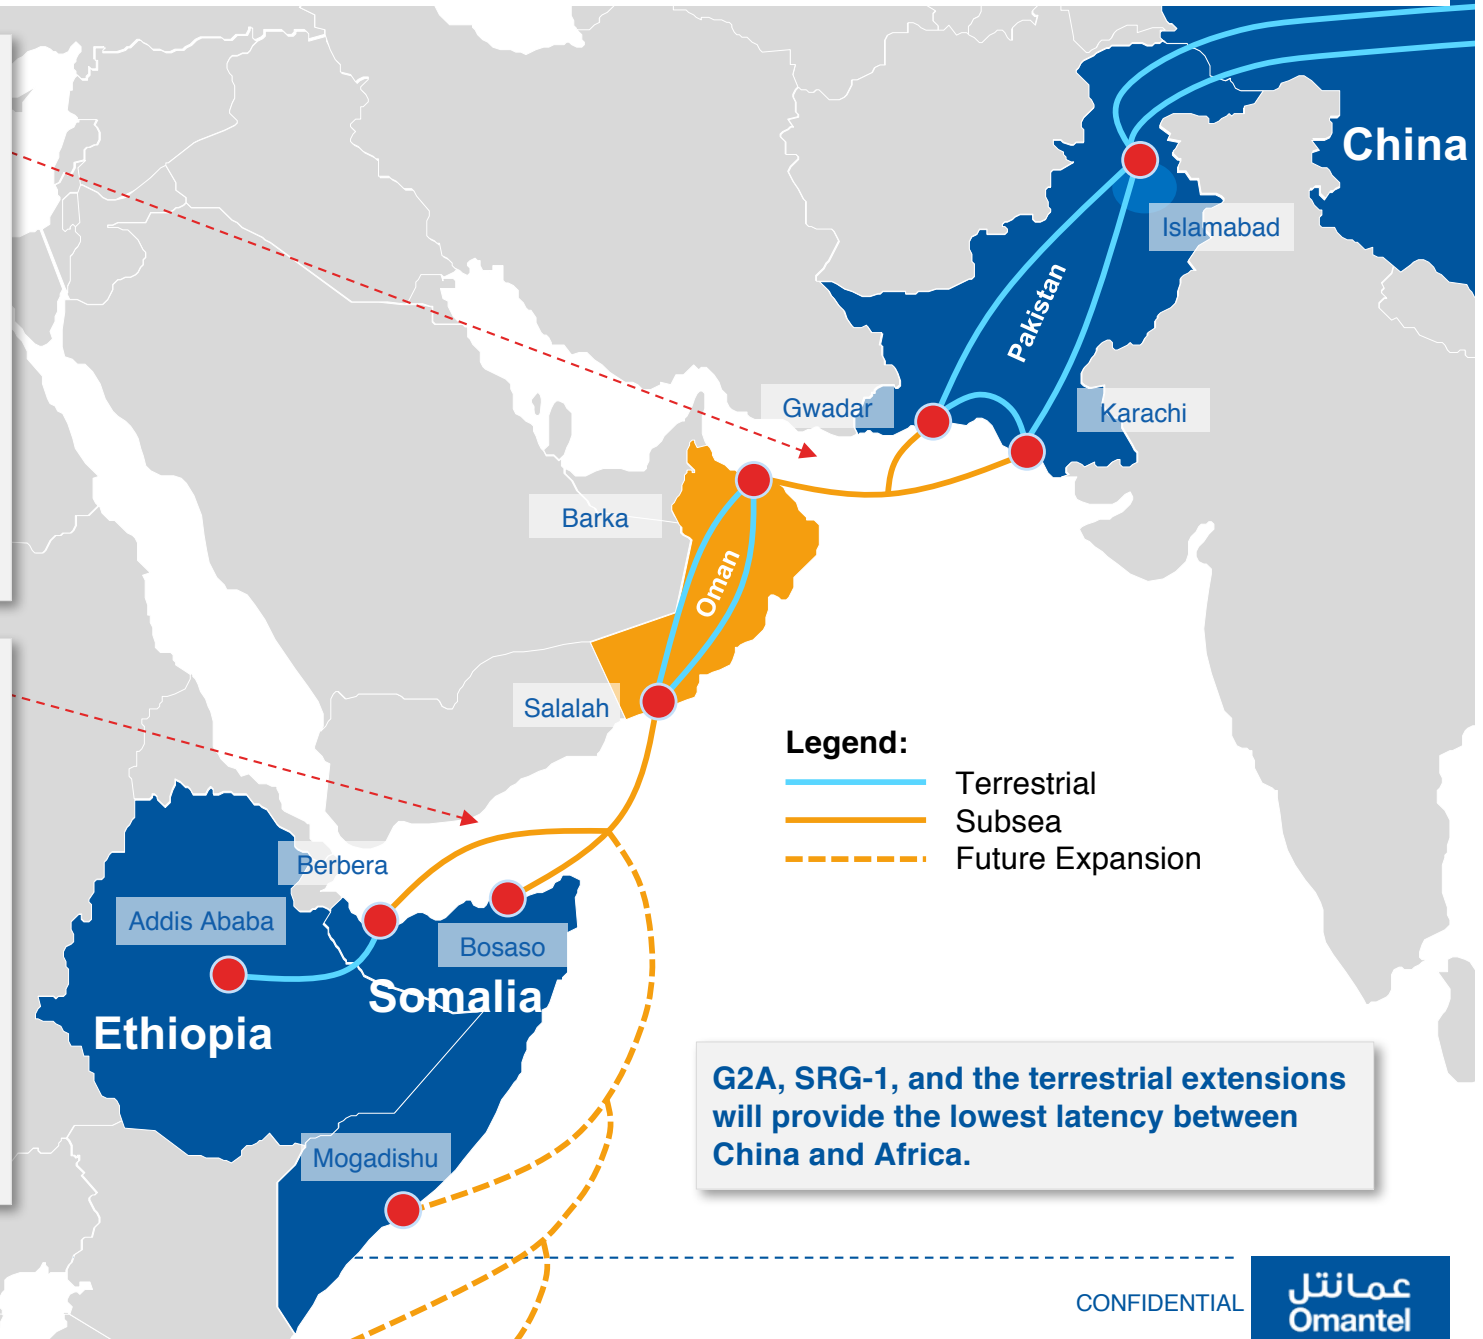 China
Islamabad
Pakistan
Gwadar
Karachi
Barka
Oman
Salalah
Legend:
Terrestrial
Subsea
Future Expansion
Berbera
Addis Ababa
Bosaso
Somalia
Ethiopia
G2A, SRG-1, and the terrestrial extensions
will provide the lowest latency between
China and Africa.
Mogadishu
CONFIDENTIAL
عمانتل
Omantel